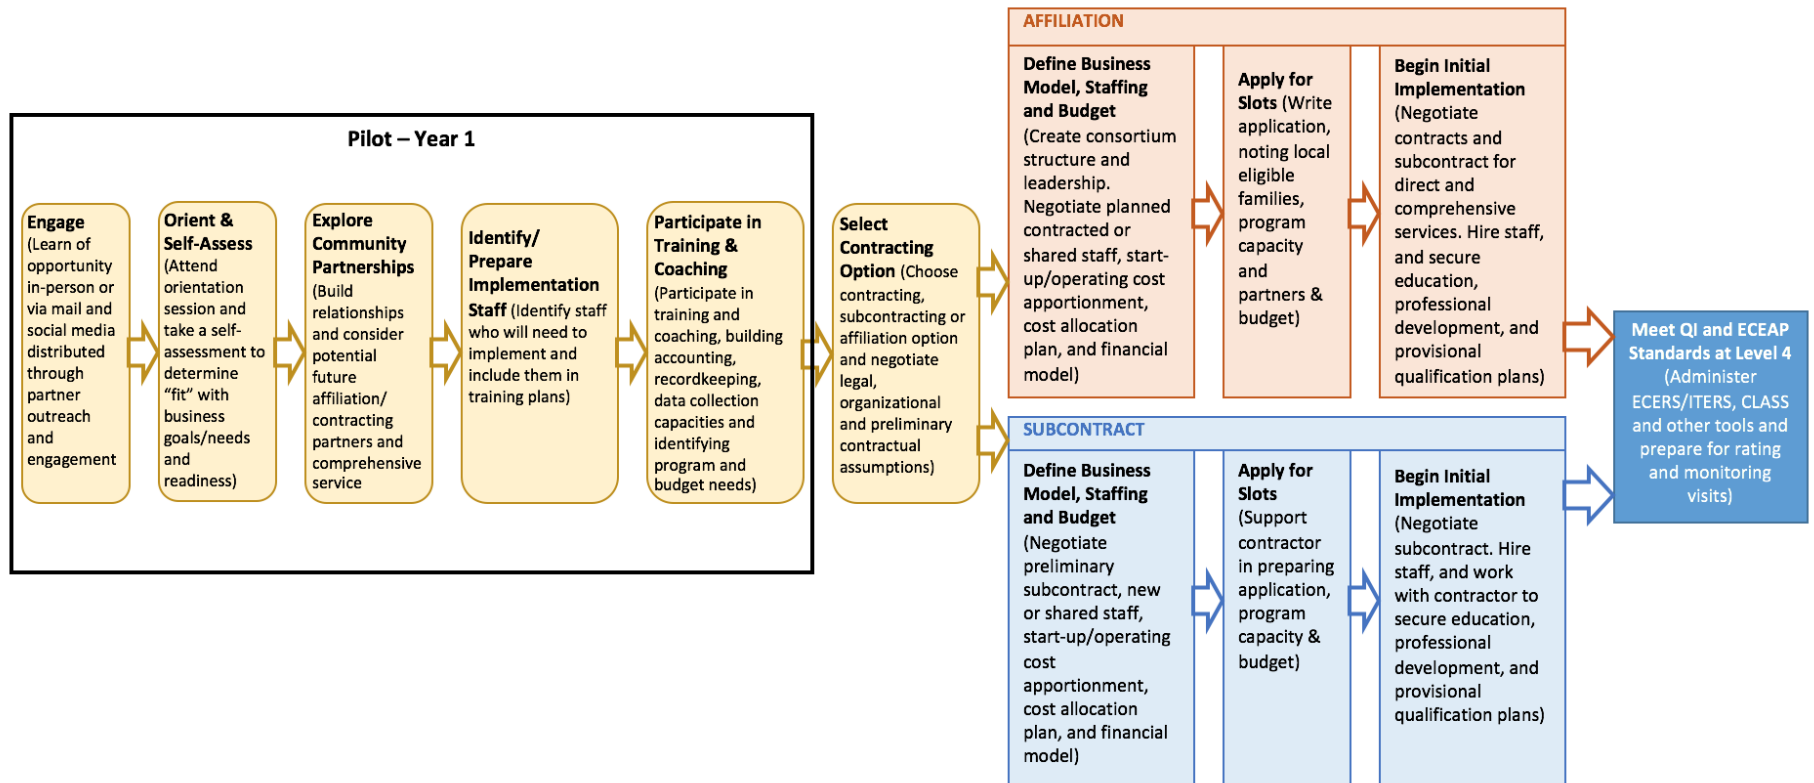 Pilot – Year 1
Engage
(Learn of
opportunity
in-person or
via mail and
social media
distributed
through
partner
outreach
and
engagement
Orient &
Self-Assess
(Attend
orientation
session and
take a self-
assessment to
determine
“fit” with
business
goals/needs
and
readiness)
Explore
Community
Partnerships
(Build
relationships
and consider
potential
future
affiliation/
contracting
partners and
comprehensive
service
Identify/
Prepare
Implementation
Staff (Identify staff
who will need to
implement and
include them in
training plans)
Participate in
Training &
Coaching
(Participate in
training and
coaching, building
accounting,
recordkeeping,
data collection
capacities and
identifying
program and
budget needs)
Select
Contracting
Option (Choose
contracting,
subcontracting or
affiliation option
and negotiate
legal,
organizational
and preliminary
contractual
assumptions)
AFFILIATION
Define Business
Model, Staffing
and Budget
(Create consortium
structure and
leadership.
Negotiate planned
contracted or
shared staff, start-
up/operating cost
apportionment,
cost allocation
plan, and financial
model)
Apply for
Slots (Write
application,
noting local
eligible
families,
program
capacity
and
partners &
budget)
Begin Initial
Implementation
(Negotiate
contracts and
subcontract for
direct and
comprehensive
services. Hire staff,
and secure
education,
professional
development, and
provisional
qualification plans)
SUBCONTRACT
Define Business
Model, Staffing
and Budget
(Negotiate
preliminary
subcontract, new
or shared staff,
start-up/operating
cost
apportionment,
cost allocation
plan, and financial
model)
Apply for
Slots
(Support
contractor
in preparing
application,
program
capacity &
budget)
Begin Initial
Implementation
(Negotiate
subcontract. Hire
staff, and work
with contractor to
secure education,
professional
development, and
provisional
qualification plans)
Meet QI and ECEAP
Standards at Level 4
(Administer
ECERS/ITERS, CLASS
and other tools and
prepare for rating
and monitoring
visits)